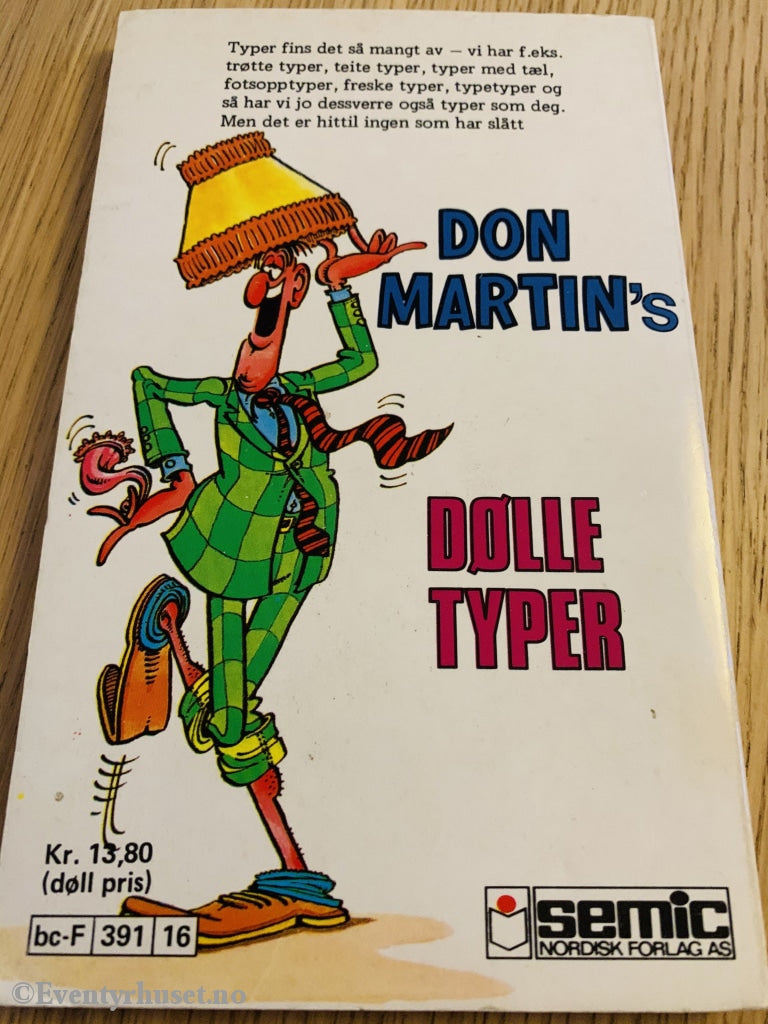 Typer fins det så mangt av – vi har f.eks.
trøtte typer, teite typer, typer med tæl,
fotsopptyper, freske typer, typetyper og
så har vi jo dessverre også typer som deg.
Men det er hittil ingen som har slått
DON
MARTIN's
DØLLE
TYPER
Kr. 13,80
(døll pris)
bc-F 391 16
semic
NORDISK FORLAG AS
©Eventyrhuset.no